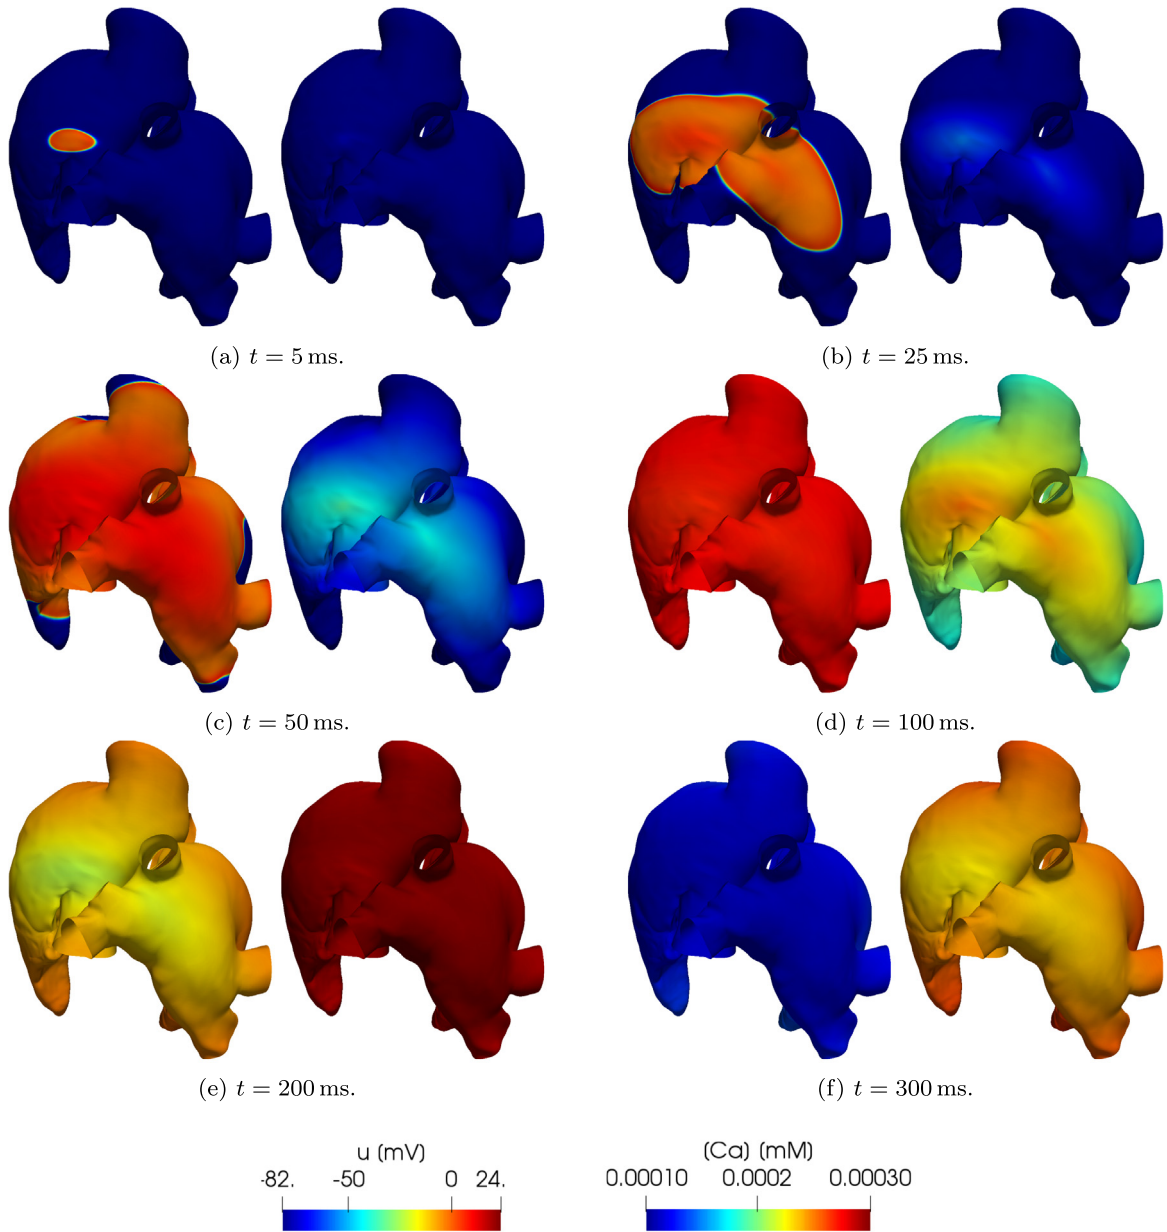 (a) t = 5 ms.
(b) t = 25 ms.
(c) t = 50 ms.
(d) t = 100 ms.
(e) t = 200 ms.
(f) t = 300 ms.
u (mV)
-82. -50 0 24.
(Ca) (mM)
0.00010 0.0002 0.00030